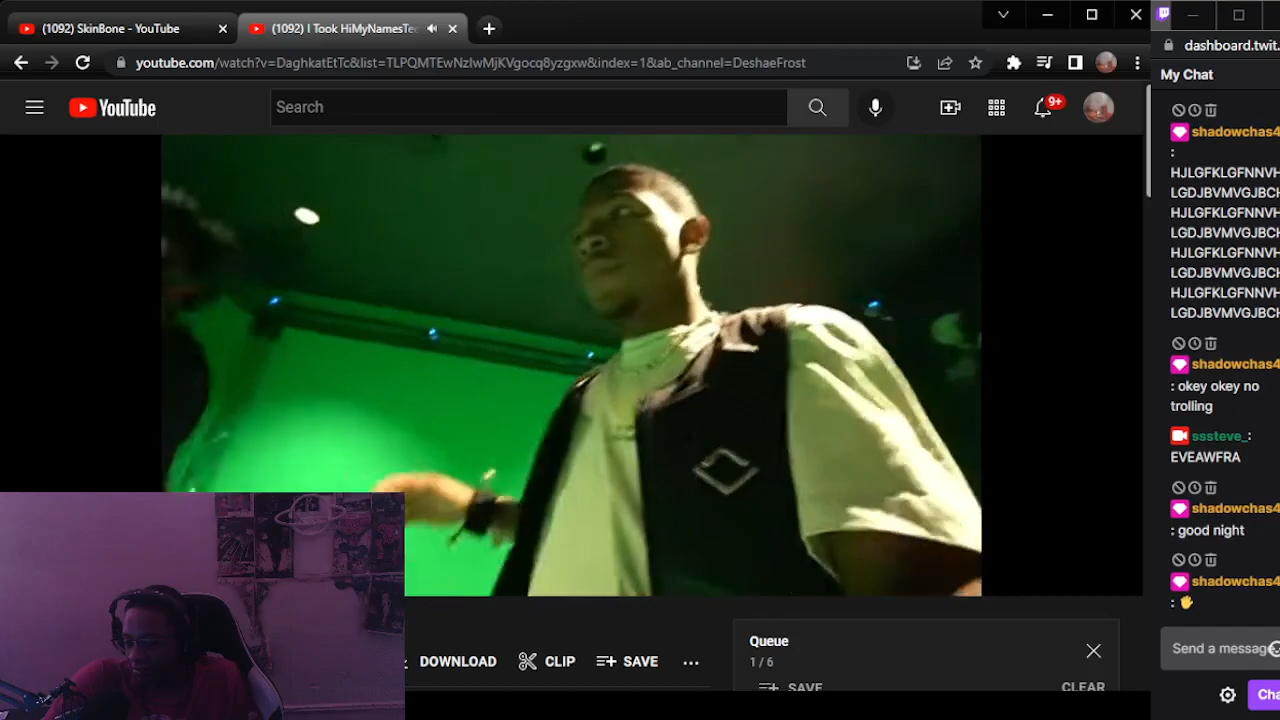 (1092) SkinBone - YouTube
(1092) I Took HiMyNamesTee
youtube.com/watch?v=DaghkatEtTc&list=TLPQMTEwNzIwMjKVgocq8yzgxw&index=1&ab_channel=DeshaeFrost
YouTube
Search
9+
DOWNLOAD
CLIP
SAVE
Queue
1 / 6
SAVE
CLEAR
dashboard.twit
My Chat
shadowchas4
:
HJLGFKLGFNNVH
LGDJBVMVGJBCH
HJLGFKLGFNNVH
LGDJBVMVGJBCH
HJLGFKLGFNNVH
LGDJBVMVGJBCH
HJLGFKLGFNNVH
LGDJBVMVGJBCH
shadowchas4
: okey okey no
trolling
ssteve_:
EVEAWFRA
shadowchas4
: good night
shadowchas4
:
Send a message
Cha